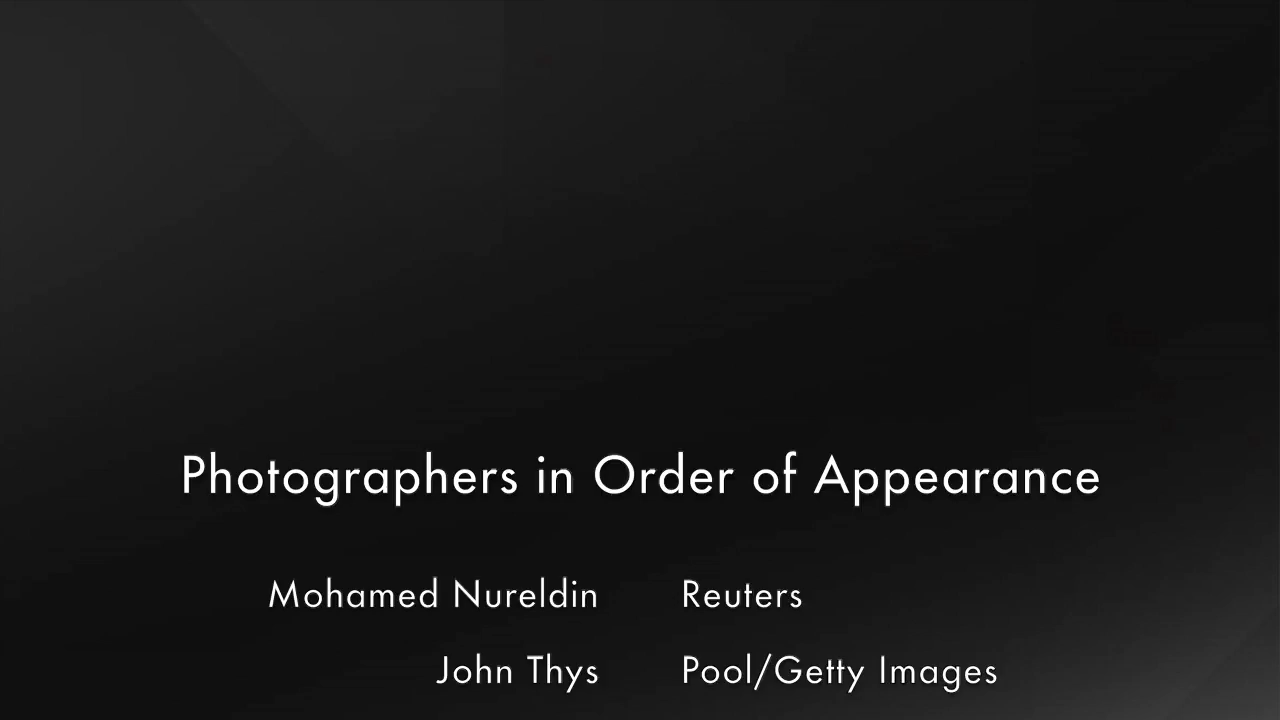 Photographers in Order of Appearance
Mohamed Nureldin Reuters
John Thys Pool/Getty Images